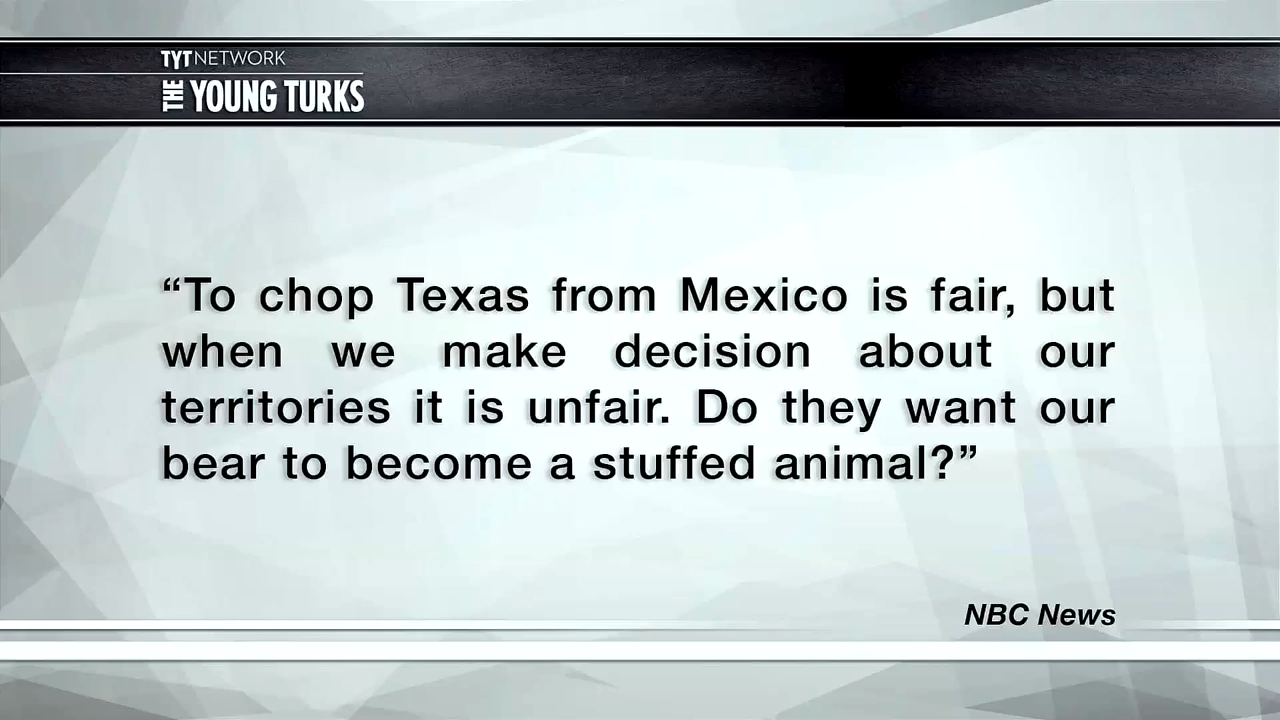 TYT NETWORK
THE YOUNG TURKS
“To chop Texas from Mexico is fair, but
when we make decision about our
territories it is unfair. Do they want our
bear to become a stuffed animal?”
NBC News